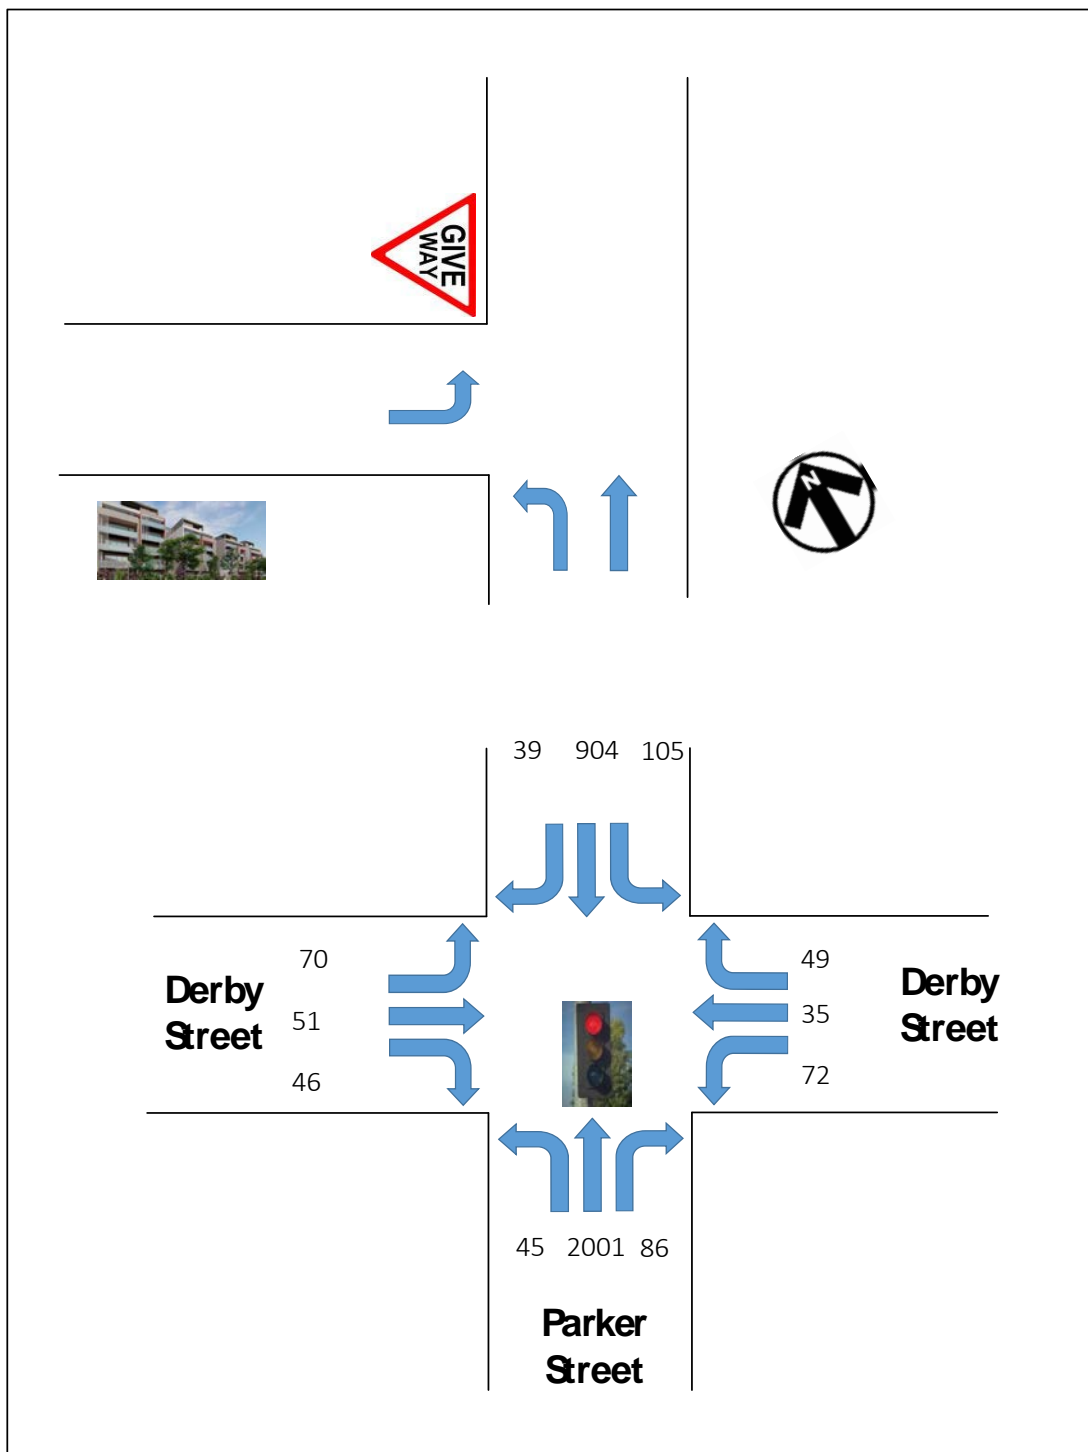 GIVE
WAY
N
39 904 105
70
49
Derby
Street
51
35
Derby
Street
46
72
45 2001 86
Parker
Street